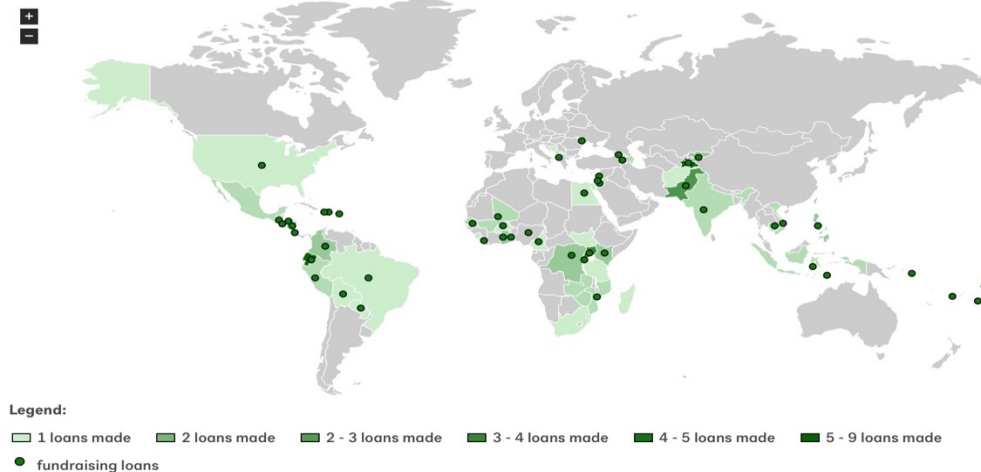 +
−
Legend:
1 loans made 2 loans made 2 - 3 loans made 3 - 4 loans made 4 - 5 loans made 5 - 9 loans made
fundraising loans